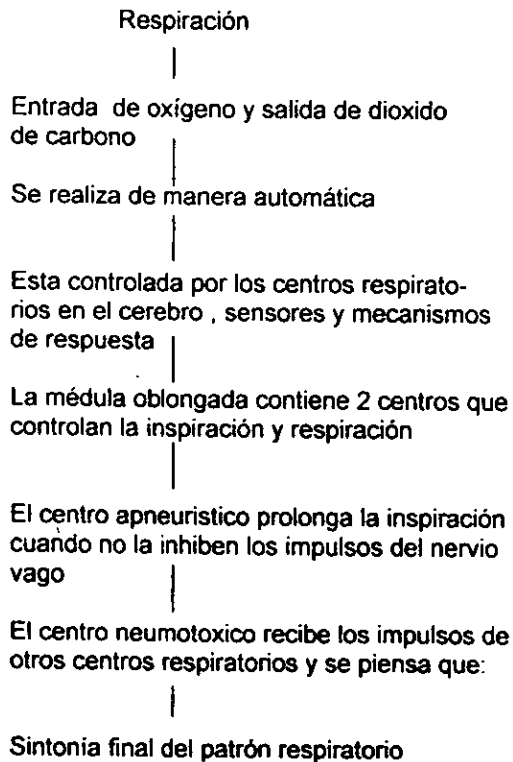 Respiración
Entrada de oxígeno y salida de dioxido
de carbono
Se realiza de manera automática
Esta controlada por los centros respirato-
rios en el cerebro , sensores y mecanismos
de respuesta
La médula oblongada contiene 2 centros que
controlan la inspiración y respiración
El centro apneuristico prolonga la inspiración
cuando no la inhiben los impulsos del nervio
vago
El centro neumotoxico recibe los impulsos de
otros centros respiratorios y se piensa que:
Sintonía final del patrón respiratorio